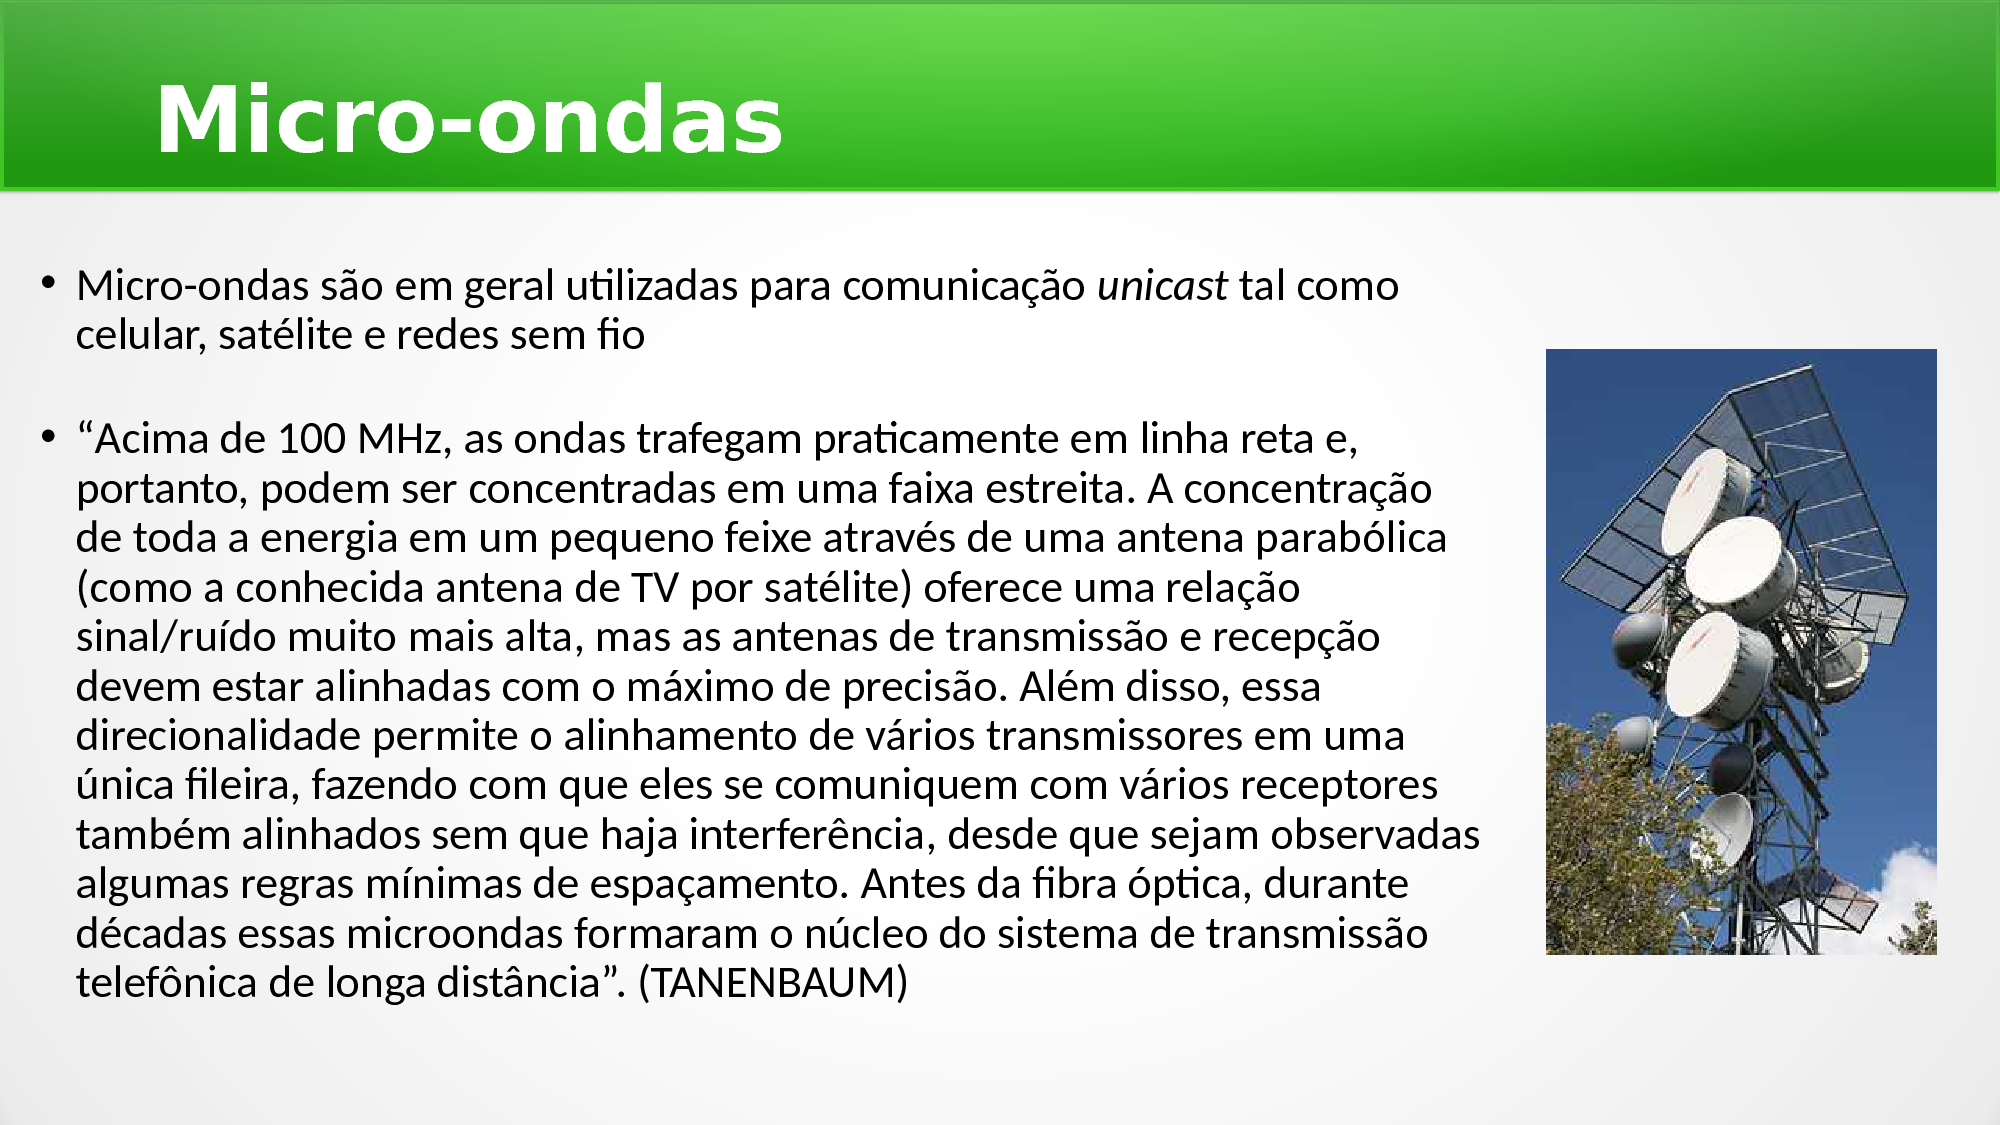 Micro-ondas
• Micro-ondas são em geral utilizadas para comunicação unicast tal como
celular, satélite e redes sem fio
• “Acima de 100 MHz, as ondas trafegam praticamente em linha reta e,
portanto, podem ser concentradas em uma faixa estreita. A concentração
de toda a energia em um pequeno feixe através de uma antena parabólica
(como a conhecida antena de TV por satélite) oferece uma relação
sinal/ruído muito mais alta, mas as antenas de transmissão e recepção
devem estar alinhadas com o máximo de precisão. Além disso, essa
direcionalidade permite o alinhamento de vários transmissores em uma
única fileira, fazendo com que eles se comuniquem com vários receptores
também alinhados sem que haja interferência, desde que sejam observadas
algumas regras mínimas de espaçamento. Antes da fibra óptica, durante
décadas essas microondas formaram o núcleo do sistema de transmissão
telefônica de longa distância”. (TANENBAUM)